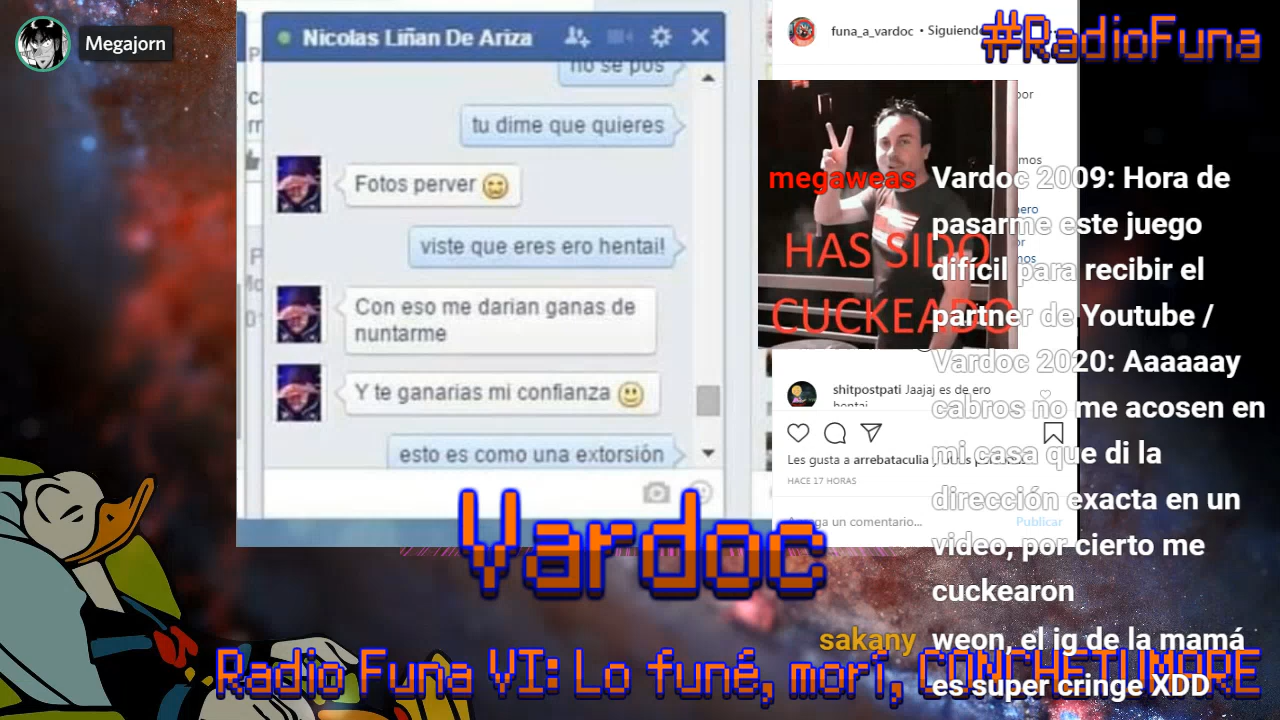 Megajorn
Nicolas Liñan De Ariza
no se pos
tu dime que quieres
Fotos perver
viste que eres ero hentai!
Con eso me darian ganas de
nuntarme
Y te ganarias mi confianza
esto es como una extorsión
funa_a_vardoc • Siguiendo
#RadioFuna
por
HAS SIDO
CUCKEADO
megaweas Vardoc 2009: Hora de
pasarme este juego
difícil para recibir el
partner de Youtube /
Vardoc 2020: Aaaaaay
cabros ño me acosen en
mi casa que di la
dirección exacta en un
video, por cierto me
cuckearon
shitpostpati Jaajaj es de ero
hentai
Les gusta a arrebataculia y
HACE 17 HORAS
un comentario...
Publicar
Vardoc
sakany weon, el ig de la mamá
es super cringe XDD
Radio Funa VI: Lo funé, morí, CONCHETUMORE